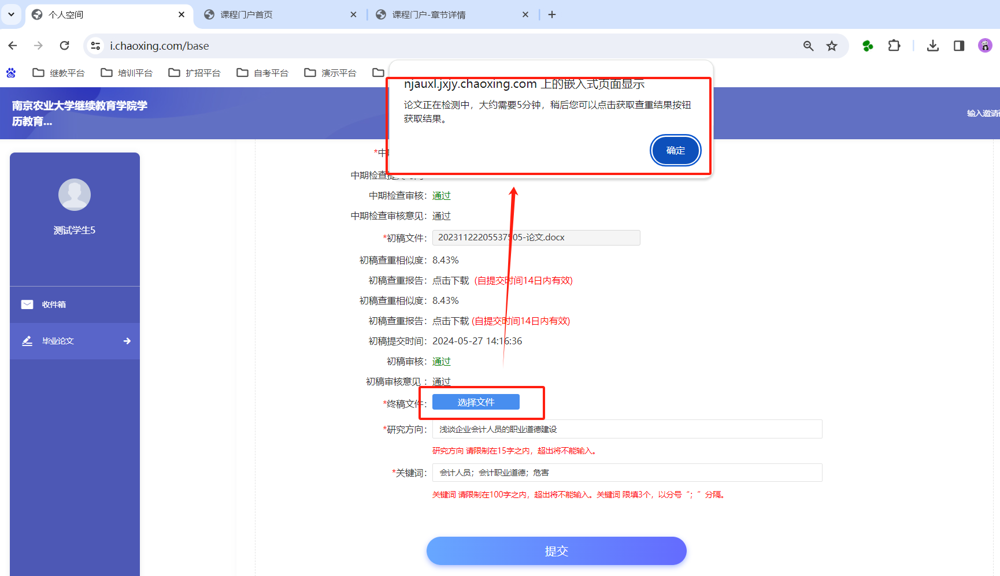 个人空间
课程门户首页
课程门户-章节详情
i.chaoxing.com/base
继教平台
培训平台
扩招平台
自考平台
演示平台
南京农业大学继续教育学院学
历教育...
njauxl.jxjy.chaoxing.com 上的嵌入式页面显示
论文正在检测中，大约需要5分钟，稍后您可以点击获取查重结果按钮
获取结果。
确定
输入邀请
测试学生5
收件箱
毕业论文
*中
中期检查提交时间
中期检查审核：通过
中期检查审核意见：通过
*初稿文件：20231122205537505-论文.docx
初稿查重相似度：8.43%
初稿查重报告：点击下载 (自提交时间14日内有效)
初稿查重相似度：8.43%
初稿查重报告：点击下载 (自提交时间14日内有效)
初稿提交时间：2024-05-27 14:16:36
初稿审核：通过
初稿审核意见 ：通过
*终稿文件：选择文件
*研究方向：浅谈企业会计人员的职业道德建设
研究方向 请限制在15字之内，超出将不能输入。
*关键词：会计人员；会计职业道德；危害
关键词 请限制在100字之内，超出将不能输入。关键词 限填3个，以分号“；”分隔。
提交